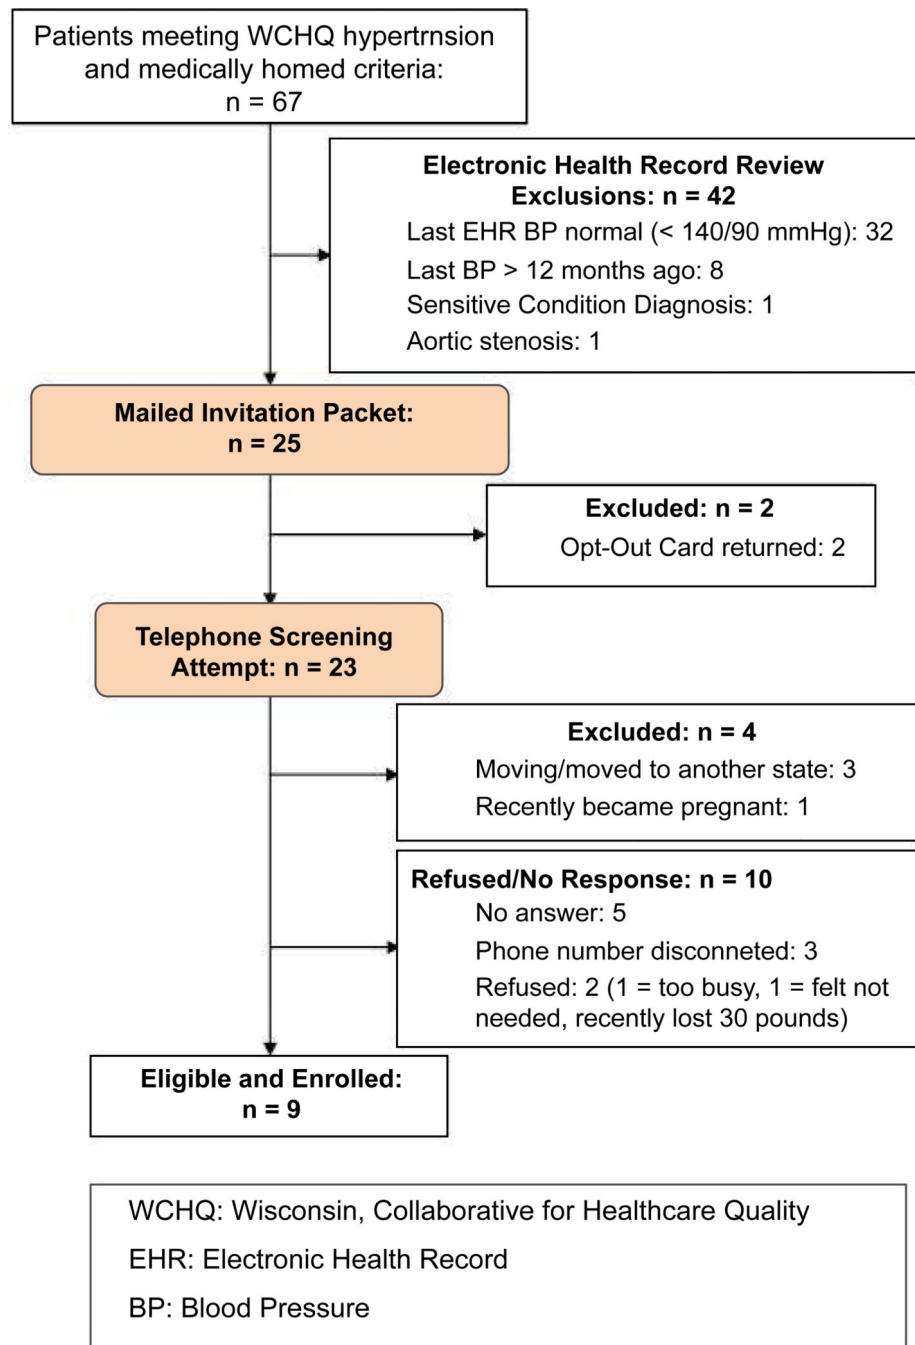 Patients meeting WCHQ hypertrnsion
and medically homed criteria:
n = 67
Electronic Health Record Review
Exclusions: n = 42
Last EHR BP normal (< 140/90 mmHg): 32
Last BP > 12 months ago: 8
Sensitive Condition Diagnosis: 1
Aortic stenosis: 1
Mailed Invitation Packet:
n = 25
Excluded: n = 2
Opt-Out Card returned: 2
Telephone Screening
Attempt: n = 23
Excluded: n = 4
Moving/moved to another state: 3
Recently became pregnant: 1
Refused/No Response: n = 10
No answer: 5
Phone number disconneted: 3
Refused: 2 (1 = too busy, 1 = felt not
needed, recently lost 30 pounds)
Eligible and Enrolled:
n = 9
WCHQ: Wisconsin, Collaborative for Healthcare Quality
EHR: Electronic Health Record
BP: Blood Pressure